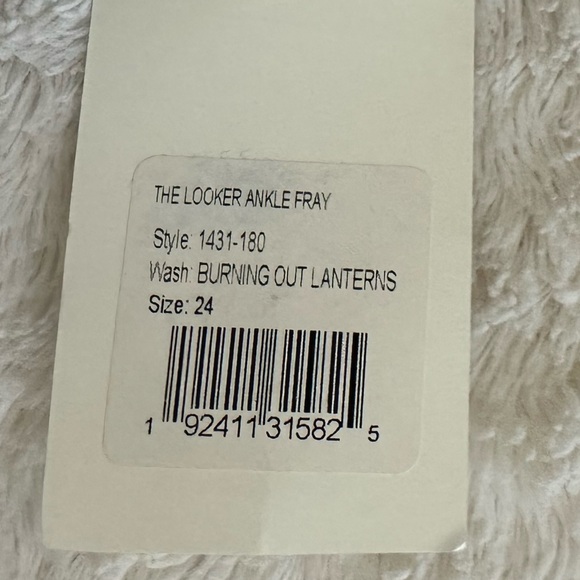 THE LOOKER ANKLE FRAY
Style: 1431-180
Wash: BURNING OUT LANTERNS
Size: 24
1 92411 31582 5